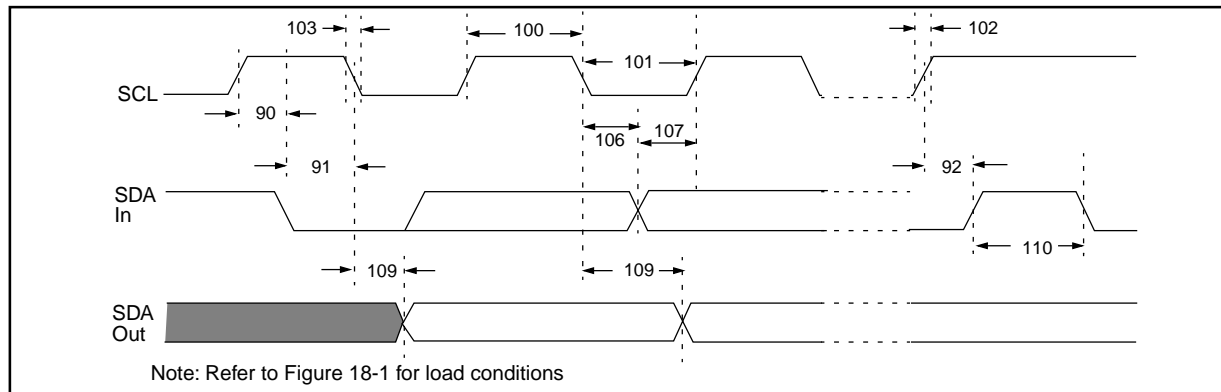 103
100
102
101
SCL
90
106
107
91
92
SDA
In
110
109
109
SDA
Out
Note: Refer to Figure 18-1 for load conditions